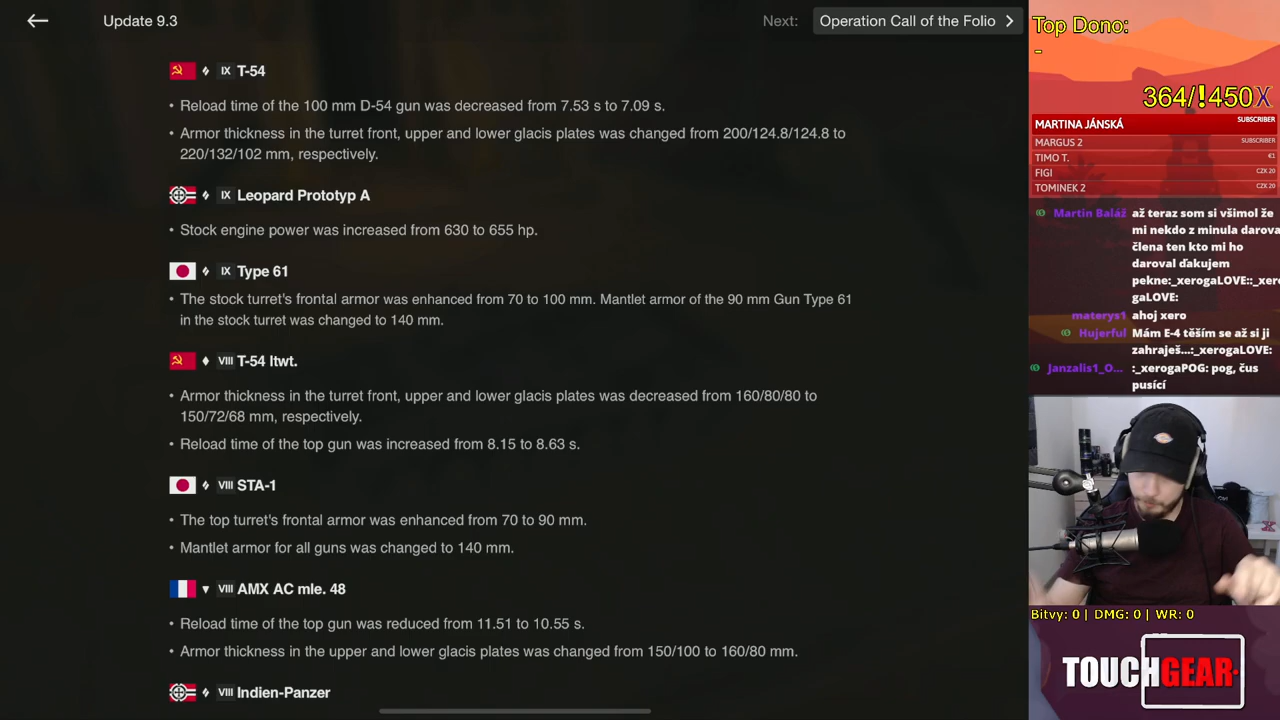 Update 9.3
Next:
Operation Call of the Folio
IX T-54
• Reload time of the 100 mm D-54 gun was decreased from 7.53 s to 7.09 s.
• Armor thickness in the turret front, upper and lower glacis plates was changed from 200/124.8/124.8 to
220/132/102 mm, respectively.
IX Leopard Prototyp A
• Stock engine power was increased from 630 to 655 hp.
IX Type 61
• The stock turret's frontal armor was enhanced from 70 to 100 mm. Mantlet armor of the 90 mm Gun Type 61
in the stock turret was changed to 140 mm.
VIII T-54 ltwt.
• Armor thickness in the turret front, upper and lower glacis plates was decreased from 160/80/80 to
150/72/68 mm, respectively.
• Reload time of the top gun was increased from 8.15 to 8.63 s.
VIII STA-1
• The top turret's frontal armor was enhanced from 70 to 90 mm.
• Mantlet armor for all guns was changed to 140 mm.
VIII AMX AC mle. 48
• Reload time of the top gun was reduced from 11.51 to 10.55 s.
• Armor thickness in the upper and lower glacis plates was changed from 150/100 to 160/80 mm.
VIII Indien-Panzer
Top Dono:
-
364/!450X
MARTINA JÁNSKÁ SUBSCRIBER
MARGUS 2 SUBSCRIBER
TIMO T. €1
FIGI CZK 20
TOMINEK 2 CZK 20
Martin Baláž až teraz som si všimol že
mi nekdo z minula darova
člena ten kto mi ho
daroval ďakujem
pekne:_xerogaLOVE::_xero
gaLOVE:
materys1 ahoj xero
Hujerful Mám E-4 těším se až si ji
zahraješ...:_xerogaLOVE:
Janzalis1_O... :_xerogaPOG: pog, čus
pusící
Bitvy: 0 | DMG: 0 | WR: 0
TOUCHGEAR